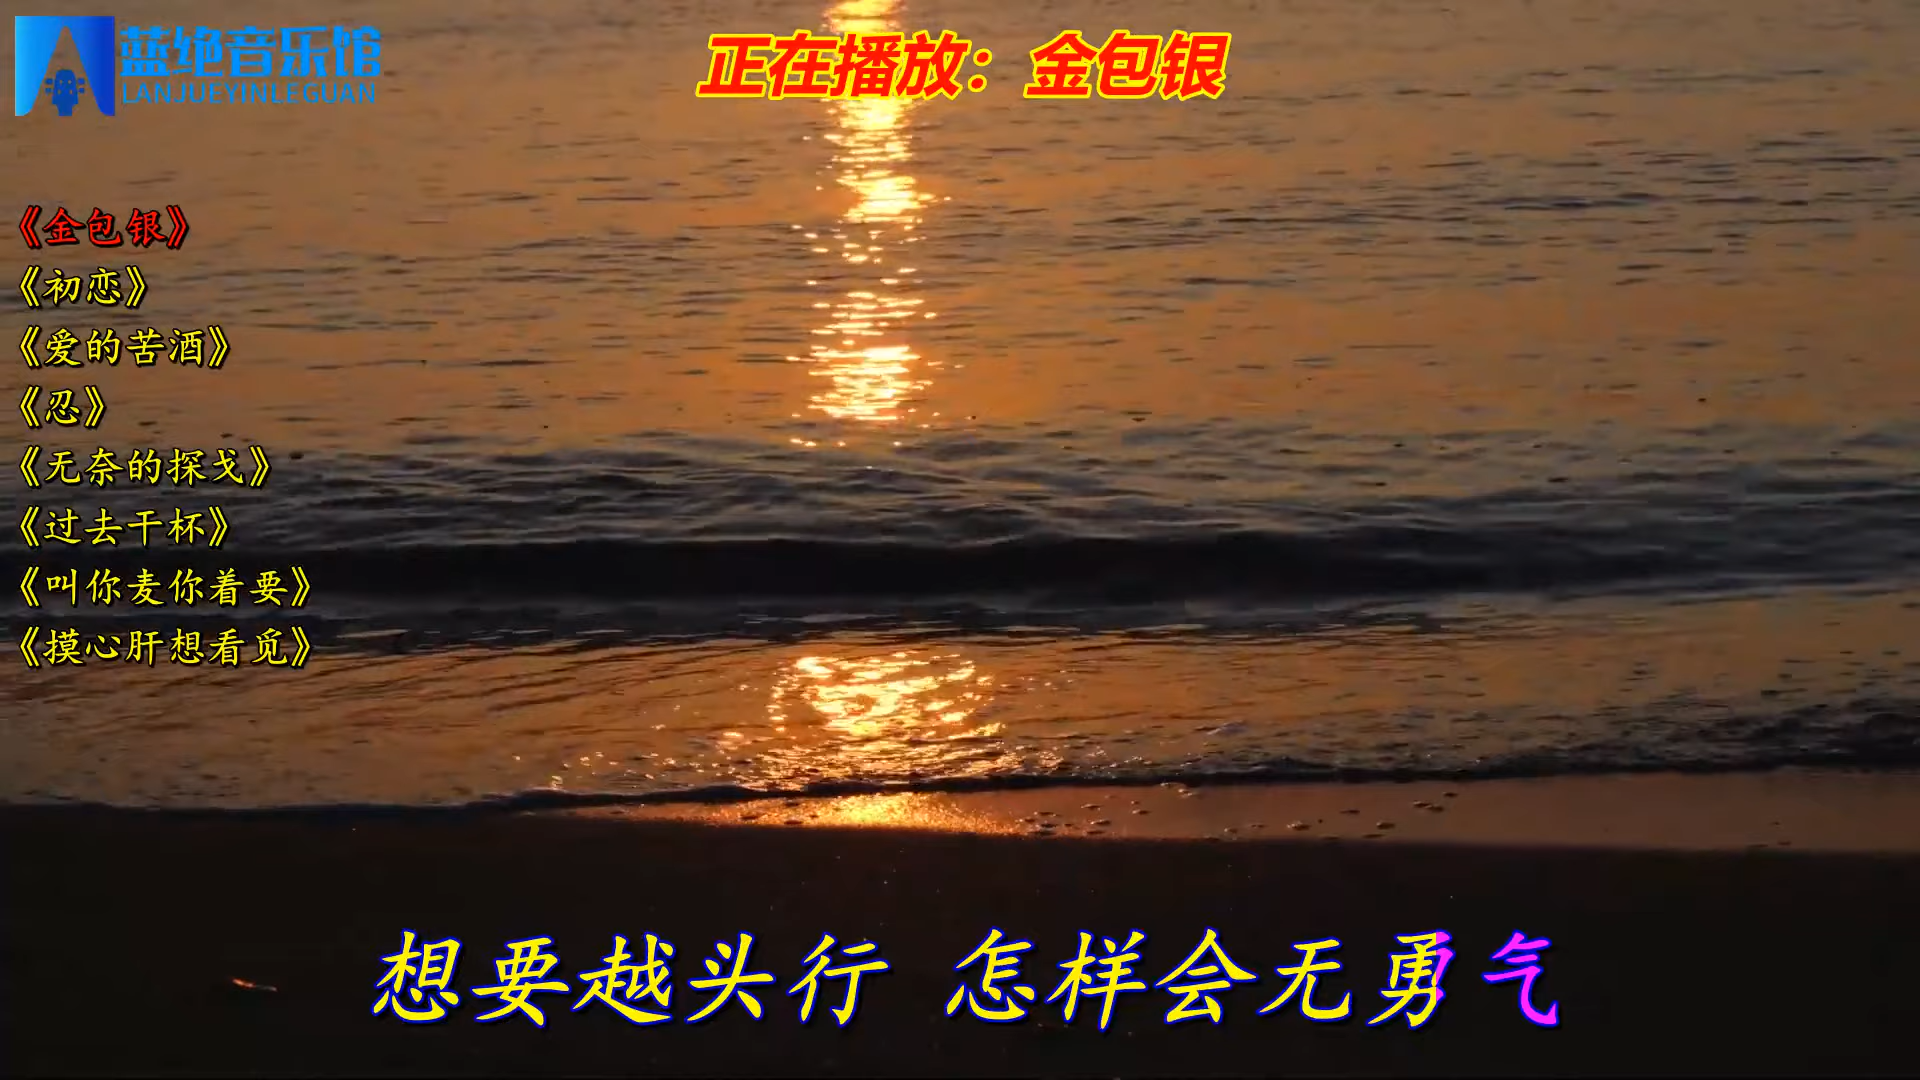 蓝绝音乐馆
LANJUEYINLEGUAN
正在播放：金包银
《金包银》
《初恋》
《爱的苦酒》
《忍》
《无奈的探戈》
《过去干杯》
《叫你麦你着要》
《摸心肝想看觅》
想要越头行 怎样会无勇气